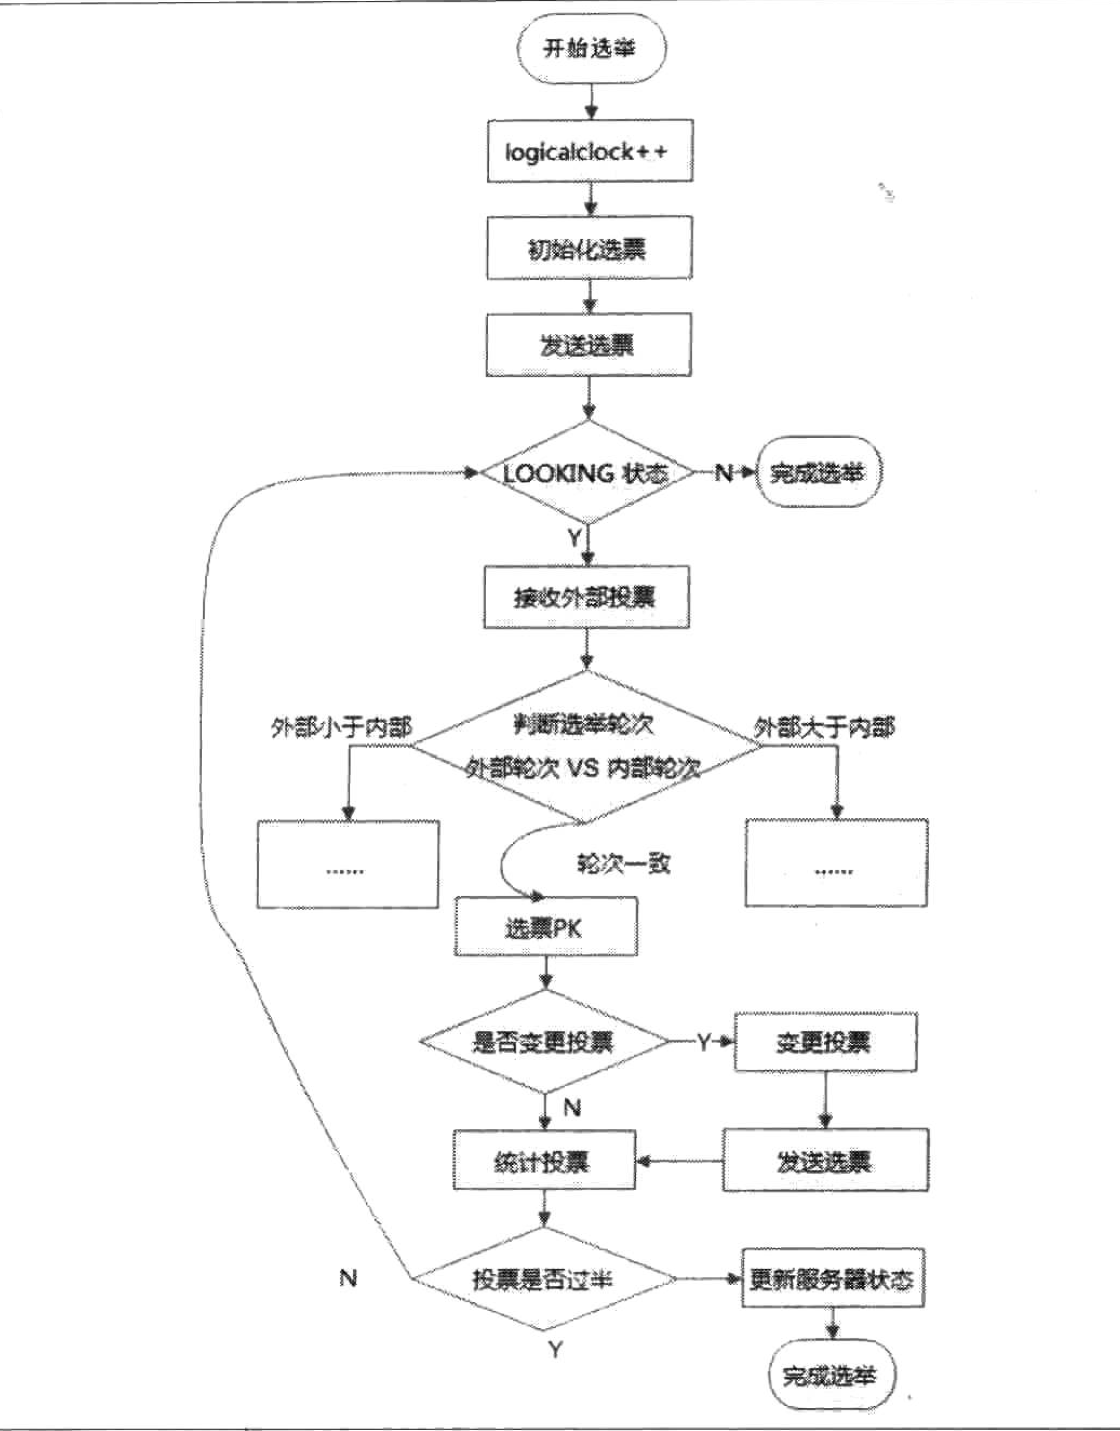 开始选举
logicalclock++
初始化选票
发送选票
LOOKING 状态
N
完成选举
Y
接收外部投票
外部小于内部
判断选举轮次
外部大于内部
外部轮次 VS 内部轮次
......
......
轮次一致
选票PK
是否变更投票
Y
变更投票
N
统计投票
发送选票
N
投票是否过半
更新服务器状态
Y
完成选举